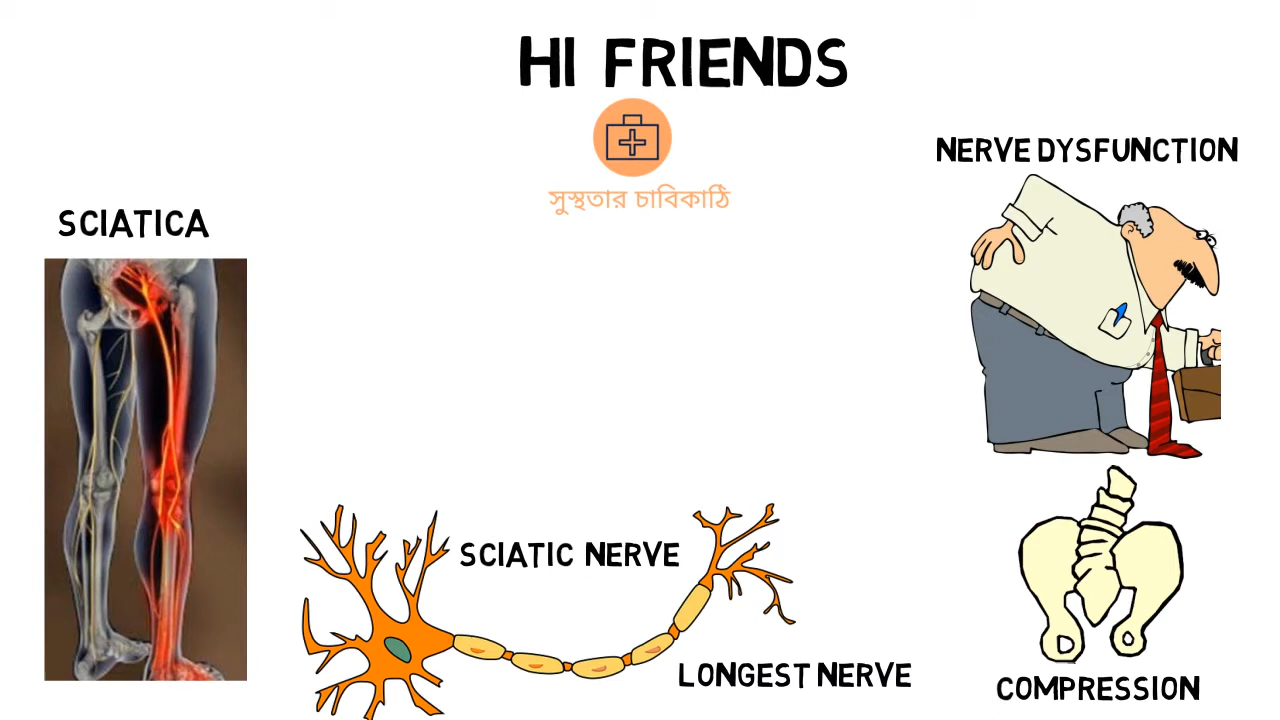 HI FRIENDS
সুস্থতার চাবিকাঠি
NERVE DYSFUNCTION
SCIATICA
SCIATIC NERVE
LONGEST NERVE
COMPRESSION